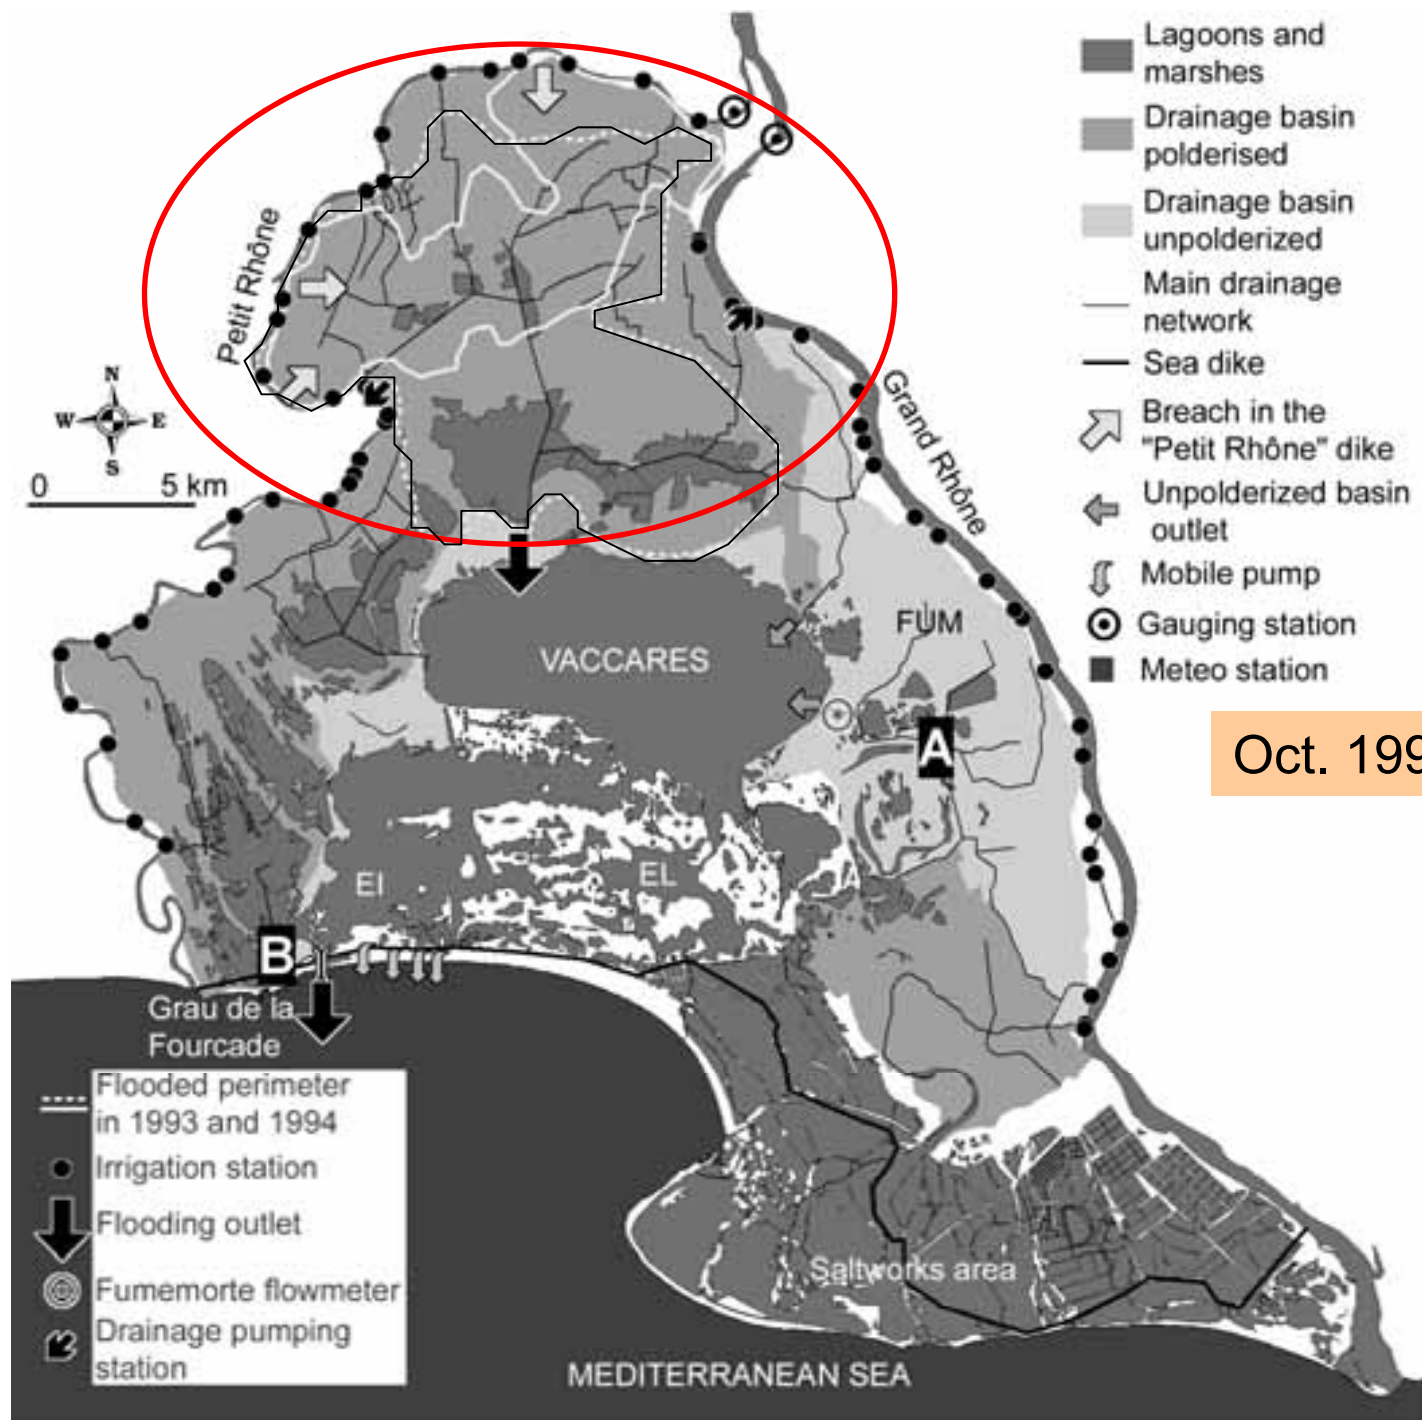 Lagoons and
marshes
Drainage basin
polderised
Drainage basin
unpolderized
Main drainage
network
Sea dike
Breach in the
"Petit Rhône" dike
Unpolderized basin
outlet
Mobile pump
Gauging station
Meteo station
Petit Rhône
Grand Rhône
N
W E
S
0 5 km
FUM
VACCARES
A
Oct. 199
EI
EL
B
Grau de la
Fourcade
Flooded perimeter
in 1993 and 1994
Irrigation station
Flooding outlet
Fumemorte flowmeter
Drainage pumping
station
Saltworks area
MEDITERRANEAN SEA